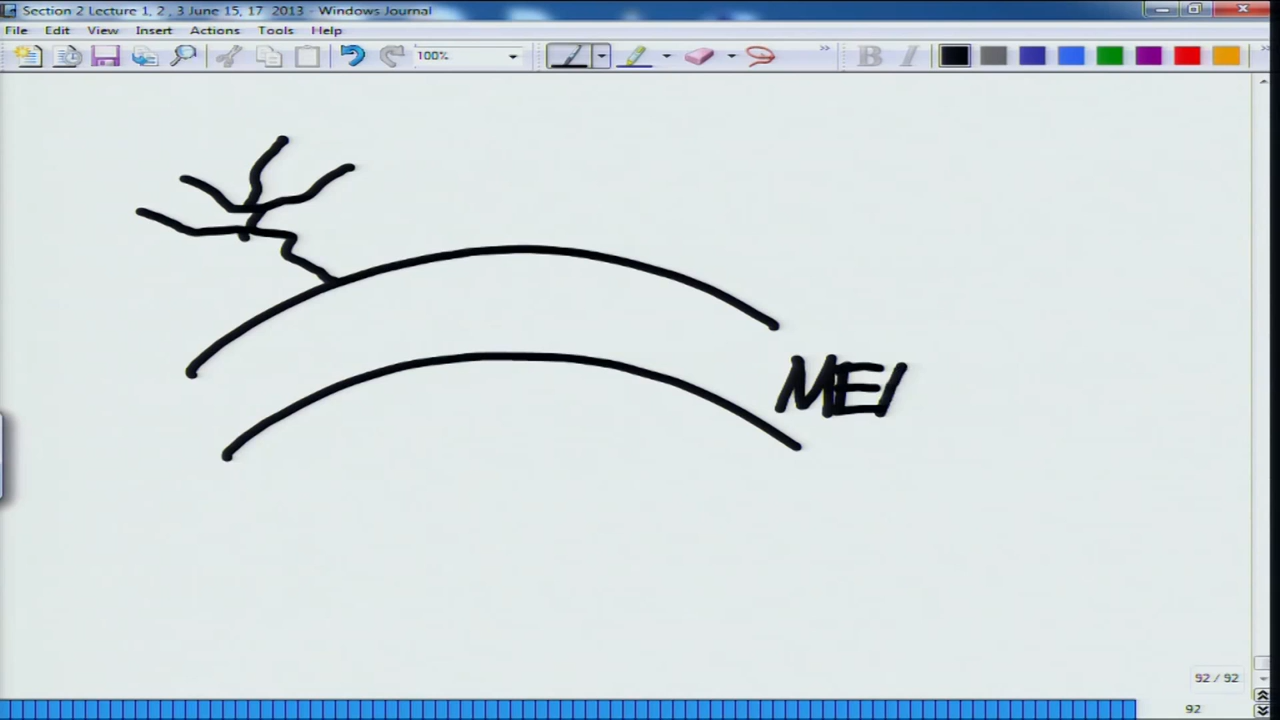 Section 2 Lecture 1, 2 , 3 June 15, 17 2013 - Windows Journal
File Edit View Insert Actions Tools Help
100% B I
MEI
92 / 92
92